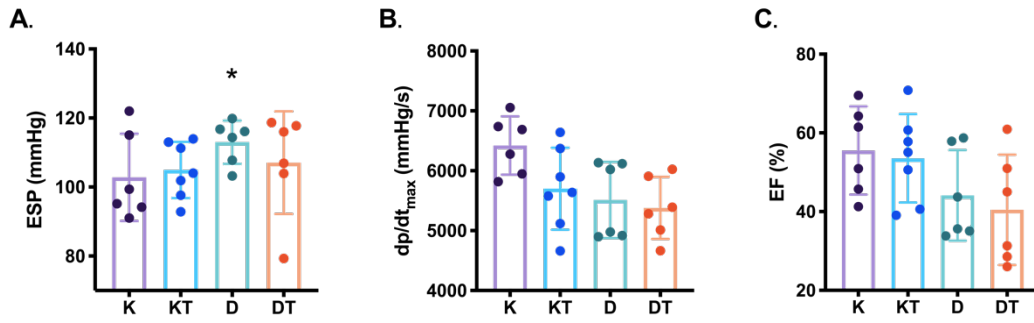 A.
ESP (mmHg)
140
120
100
80
*
K KT D DT
B.
dp/dtmax (mmHg/s)
8000
7000
6000
5000
4000
K KT D DT
C.
EF (%)
80
60
40
20
K KT D DT